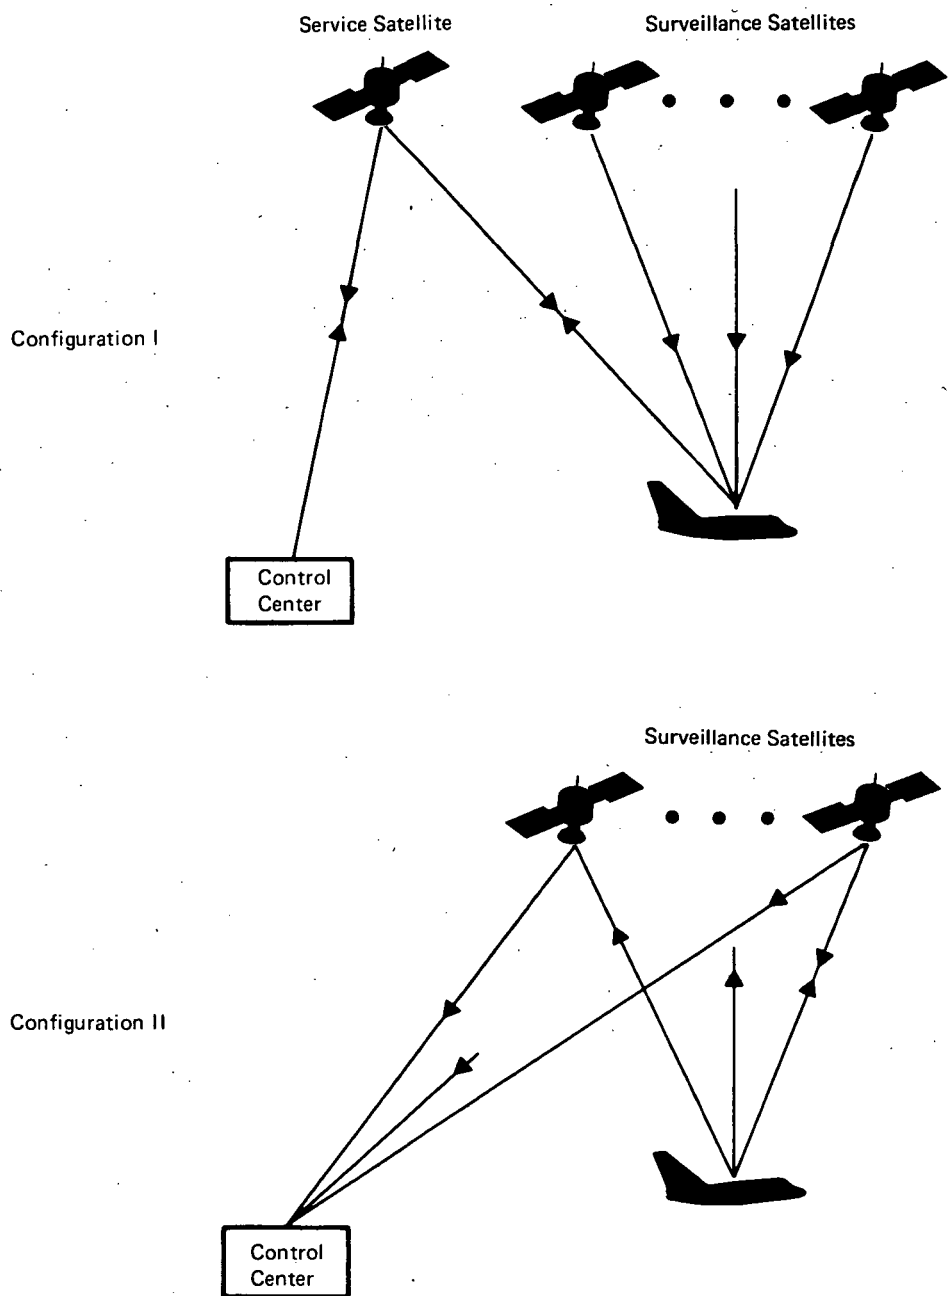 Service Satellite
Surveillance Satellites
Configuration I
Control
Center
Surveillance Satellites
Configuration II
Control
Center